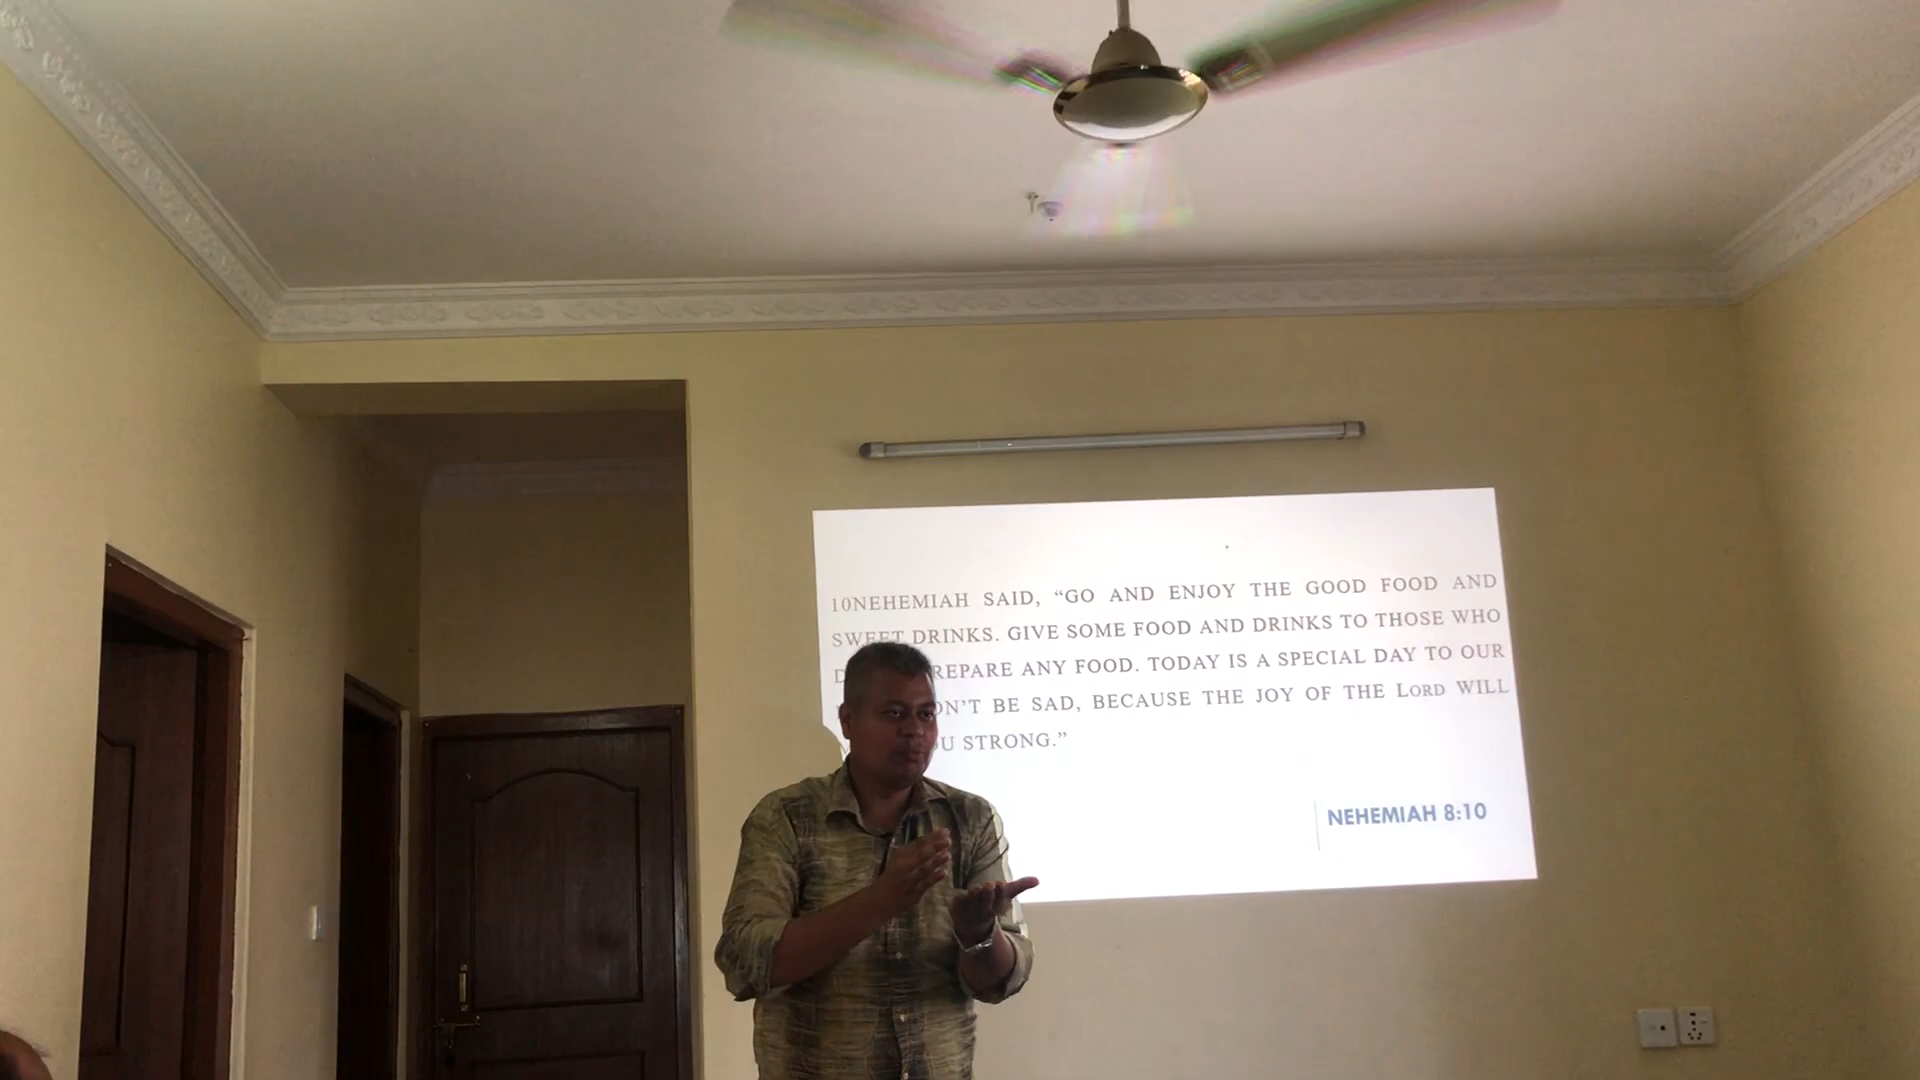 10NEHEMIAH SAID, “GO AND ENJOY THE GOOD FOOD AND
SWEET DRINKS. GIVE SOME FOOD AND DRINKS TO THOSE WHO
REPARE ANY FOOD. TODAY IS A SPECIAL DAY TO OUR
ON’T BE SAD, BECAUSE THE JOY OF THE LORD WILL
U STRONG.”
NEHEMIAH 8:10